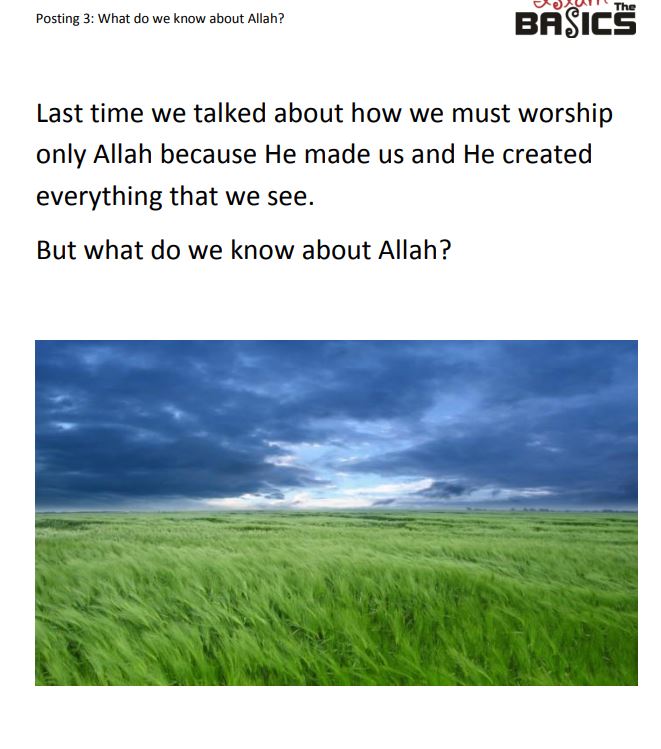 Posting 3: What do we know about Allah?
The
BASICS
Last time we talked about how we must worship
only Allah because He made us and He created
everything that we see.
But what do we know about Allah?